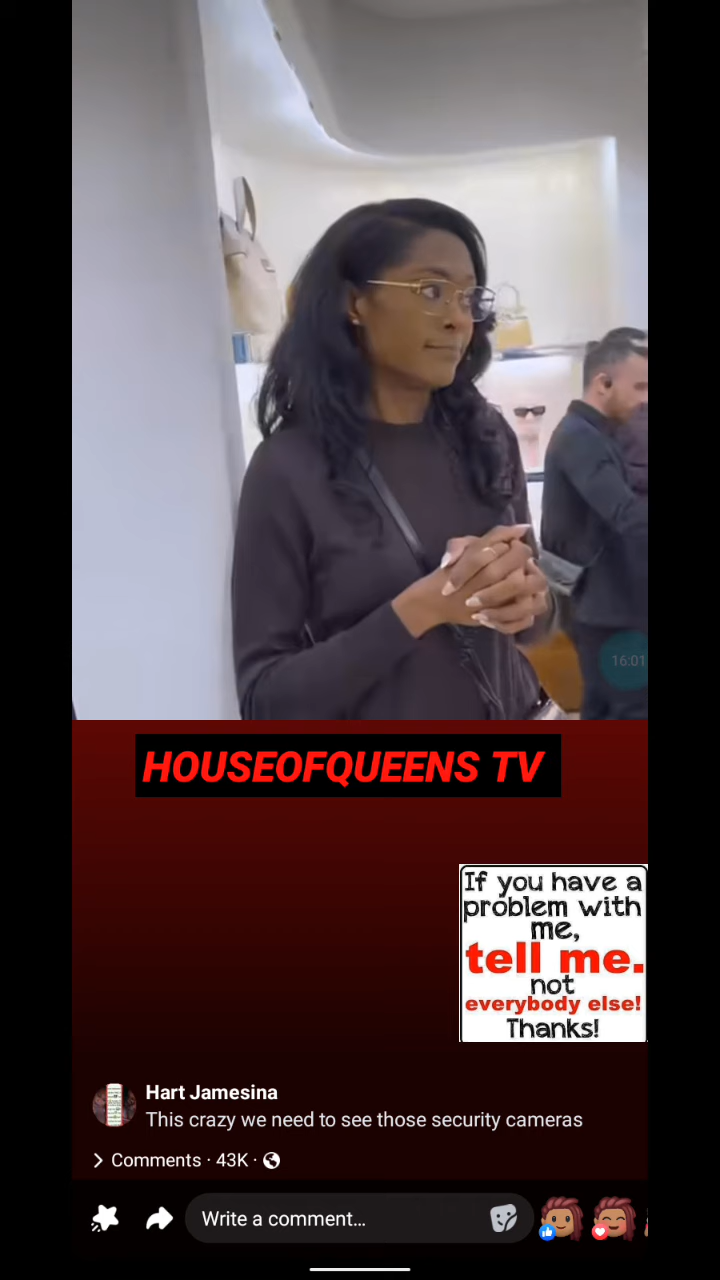 16:01
HOUSEOFQUEENS TV
If you have a
problem with
me,
tell me.
not
everybody else!
Thanks!
Hart Jamesina
This crazy we need to see those security cameras
Comments · 43K ·
Write a comment...